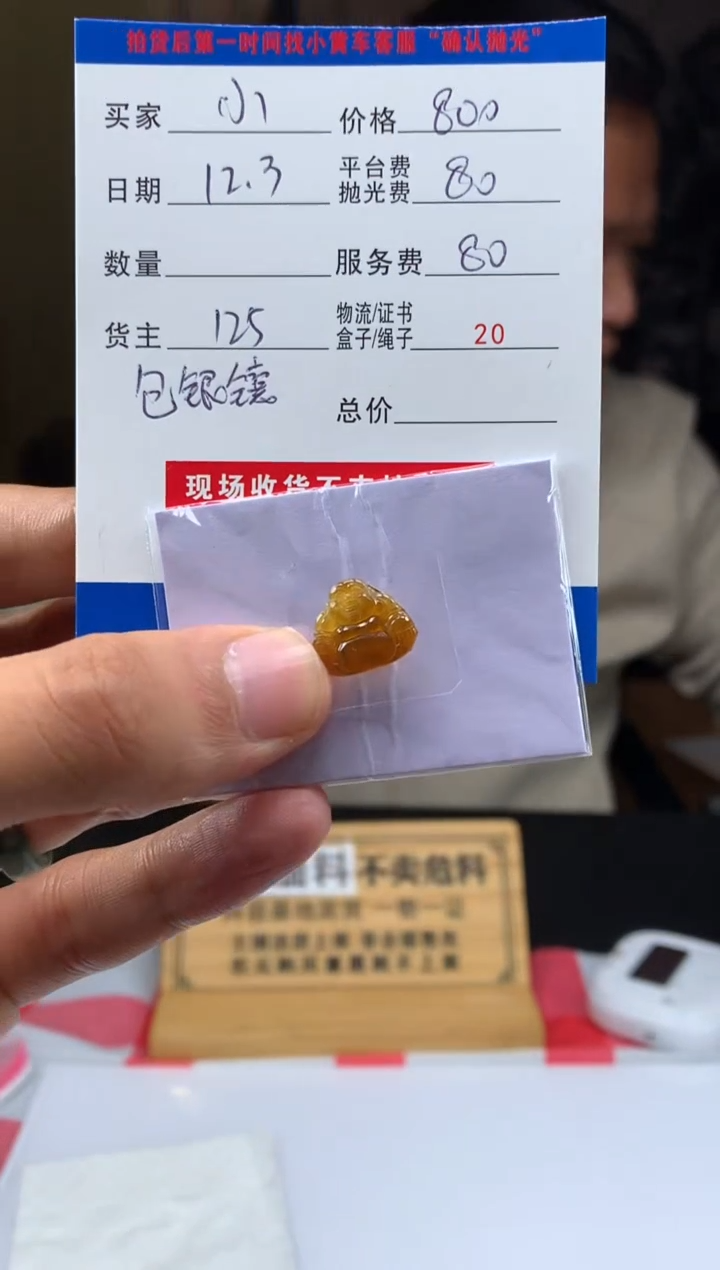 拍货后第一时间找小黄车客服“确认抛光”
买家 小 价格 800
日期 12.3 平台费 抛光费 80
数量 服务费 80
货主 125 物流/证书 盒子/绳子 20
包银镶
总价
现场收货不支持
料不卖危料